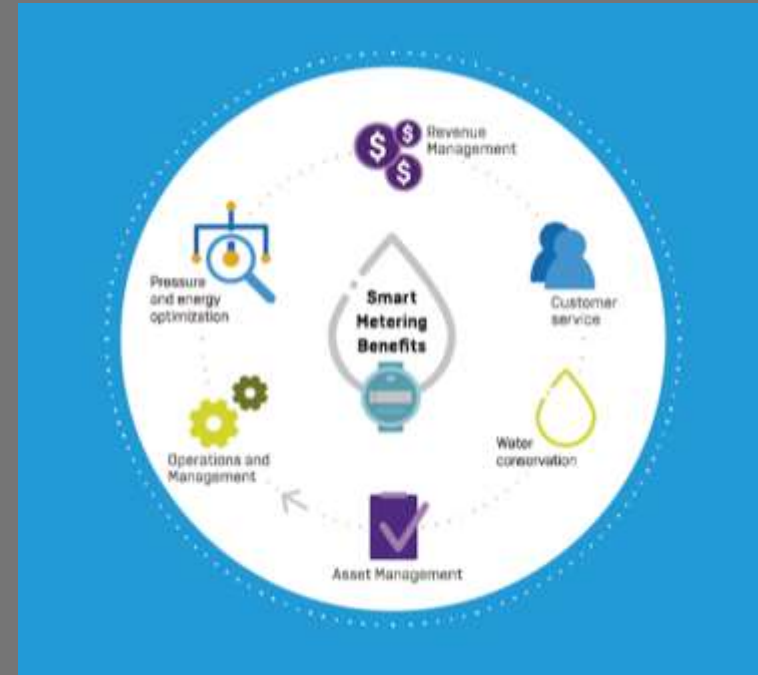 $
$
$
Revenue
Management
Customer
service
Water
conservation
Asset Management
Operations and
Management
Pressure
and energy
optimization
Smart
Metering
Benefits